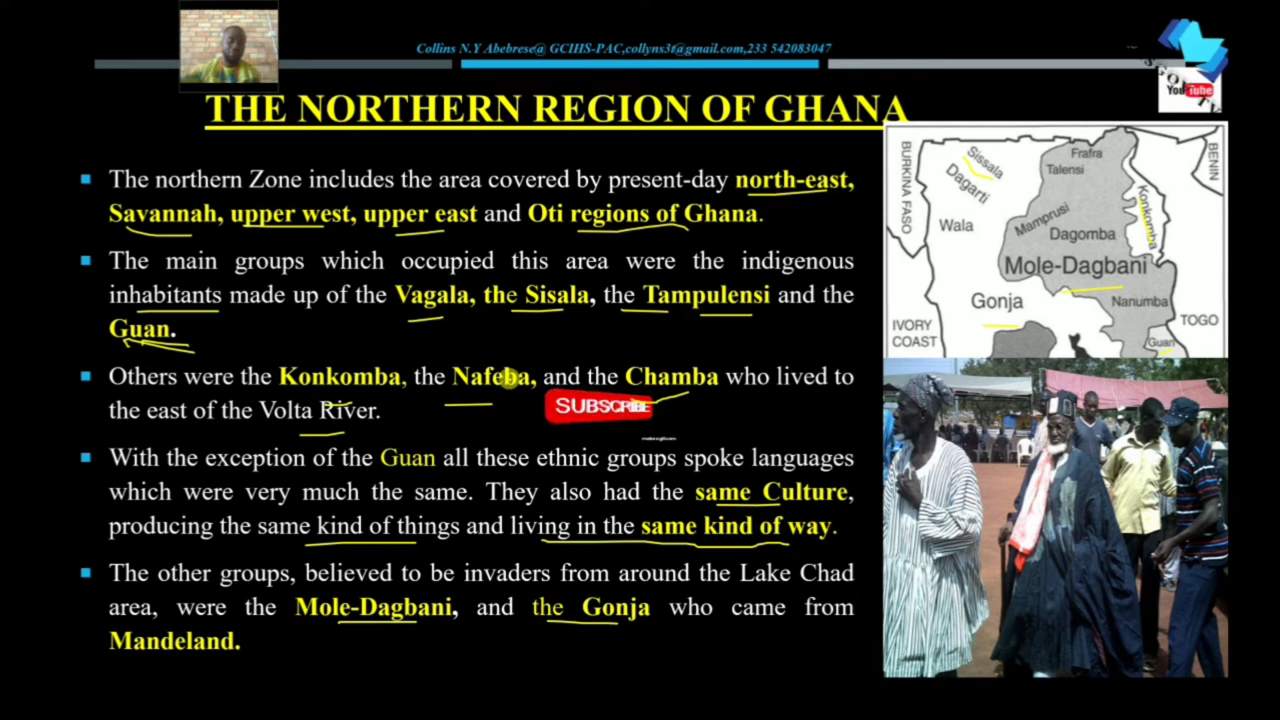 Collins N.Y Abebrese@ GCIHS-PAC,collyns3t@gmail.com,233 542083047
YouTube
THE NORTHERN REGION OF GHANA
The northern Zone includes the area covered by present-day north-east,
Savannah, upper west, upper east and Oti regions of Ghana.
The main groups which occupied this area were the indigenous
inhabitants made up of the Vagala, the Sisala, the Tampulensi and the
Guan.
Others were the Konkomba, the Nafeba, and the Chamba who lived to
the east of the Volta River.
SUBSCRIBE
With the exception of the Guan all these ethnic groups spoke languages
which were very much the same. They also had the same Culture,
producing the same kind of things and living in the same kind of way.
The other groups, believed to be invaders from around the Lake Chad
area, were the Mole-Dagbani, and the Gonja who came from
Mandeland.
BURKINA FASO
Sissala
Dagarti
Frafra
Talensi
BENIN
Konkomba
Mamprusi
Wala
Dagomba
Mole-Dagbani
Gonja
Nanumba
IVORY
COAST
TOGO
Guan